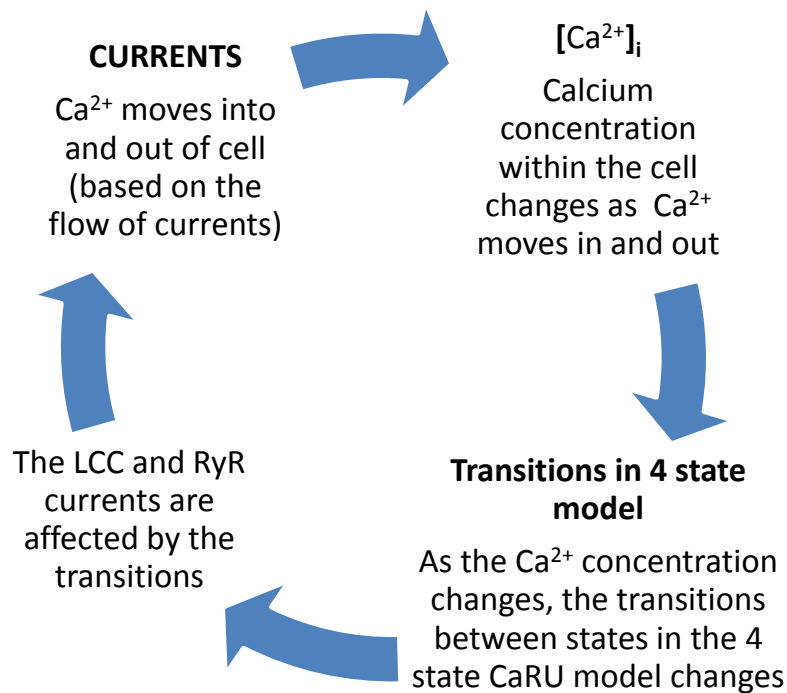 CURRENTS
Ca²⁺ moves into
and out of cell
(based on the
flow of currents)
[Ca²⁺]ᵢ
Calcium
concentration
within the cell
changes as Ca²⁺
moves in and out
Transitions in 4 state
model
As the Ca²⁺ concentration
changes, the transitions
between states in the 4
state CaRU model changes
The LCC and RyR
currents are
affected by the
transitions